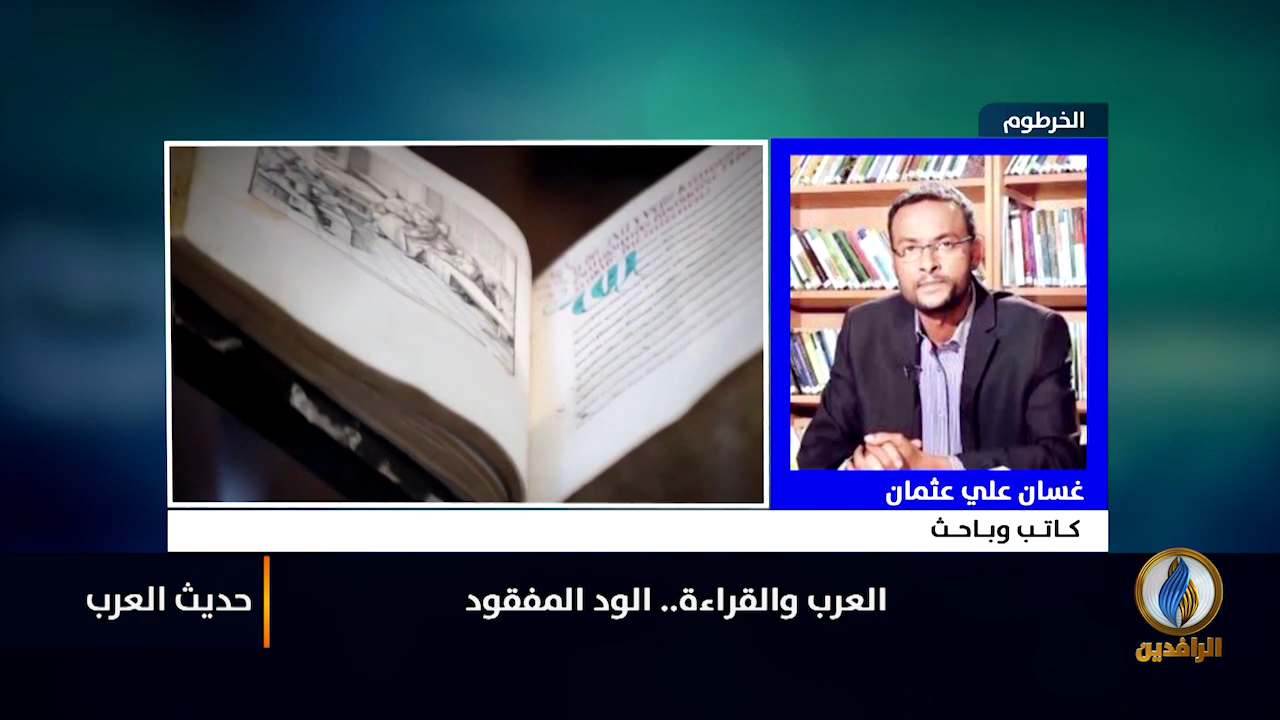 الخرطوم
غسان علي عثمان
كاتب وباحث
العرب والقراءة.. الود المفقود
حديث العرب
الرافدين